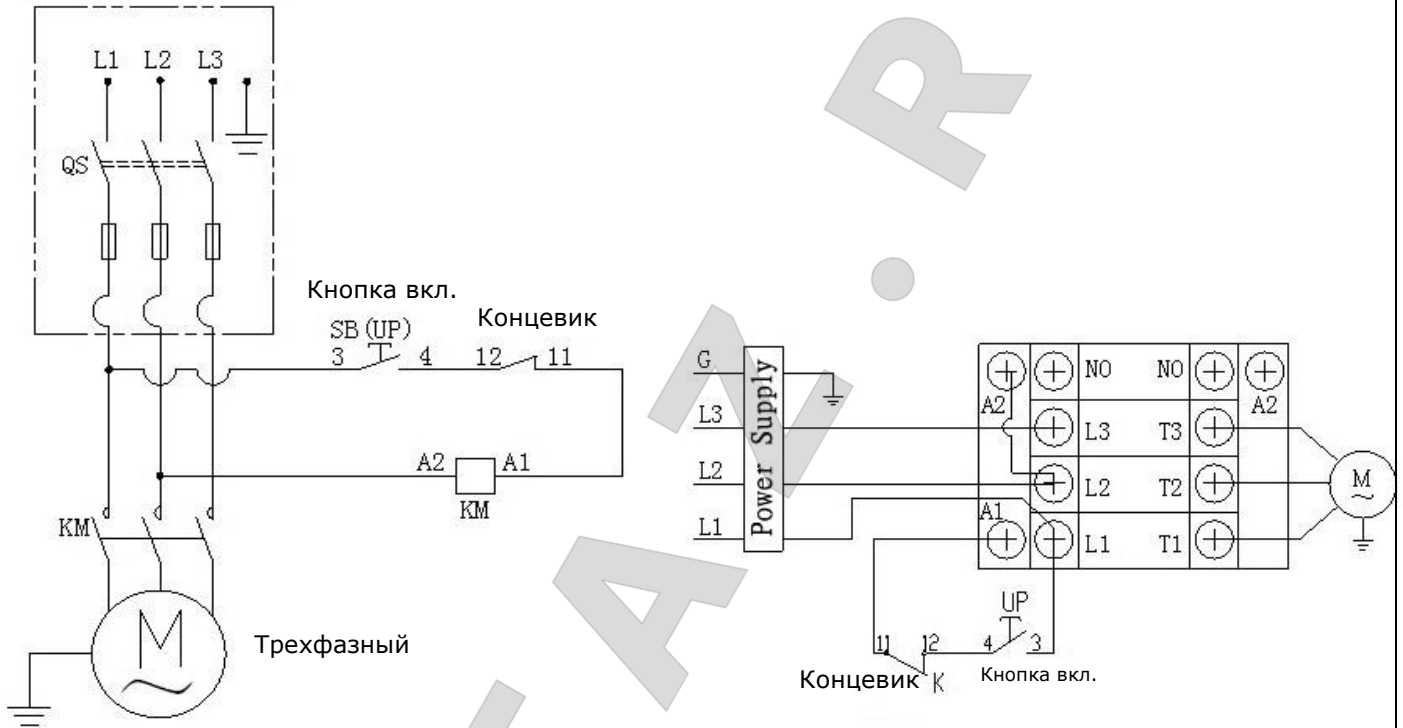 L1 L2 L3
QS
Кнопка вкл.
SB(UP)
3 4
Концевик
12 11
A2 A1
KM
KM
M
Трехфазный
G
L3
L2
L1
Power Supply
NO NO
A2 A2
L3 T3
L2 T2
A1
L1 T1
M
UP
11 12 4 3
Концевик K
Кнопка вкл.
A Z . R